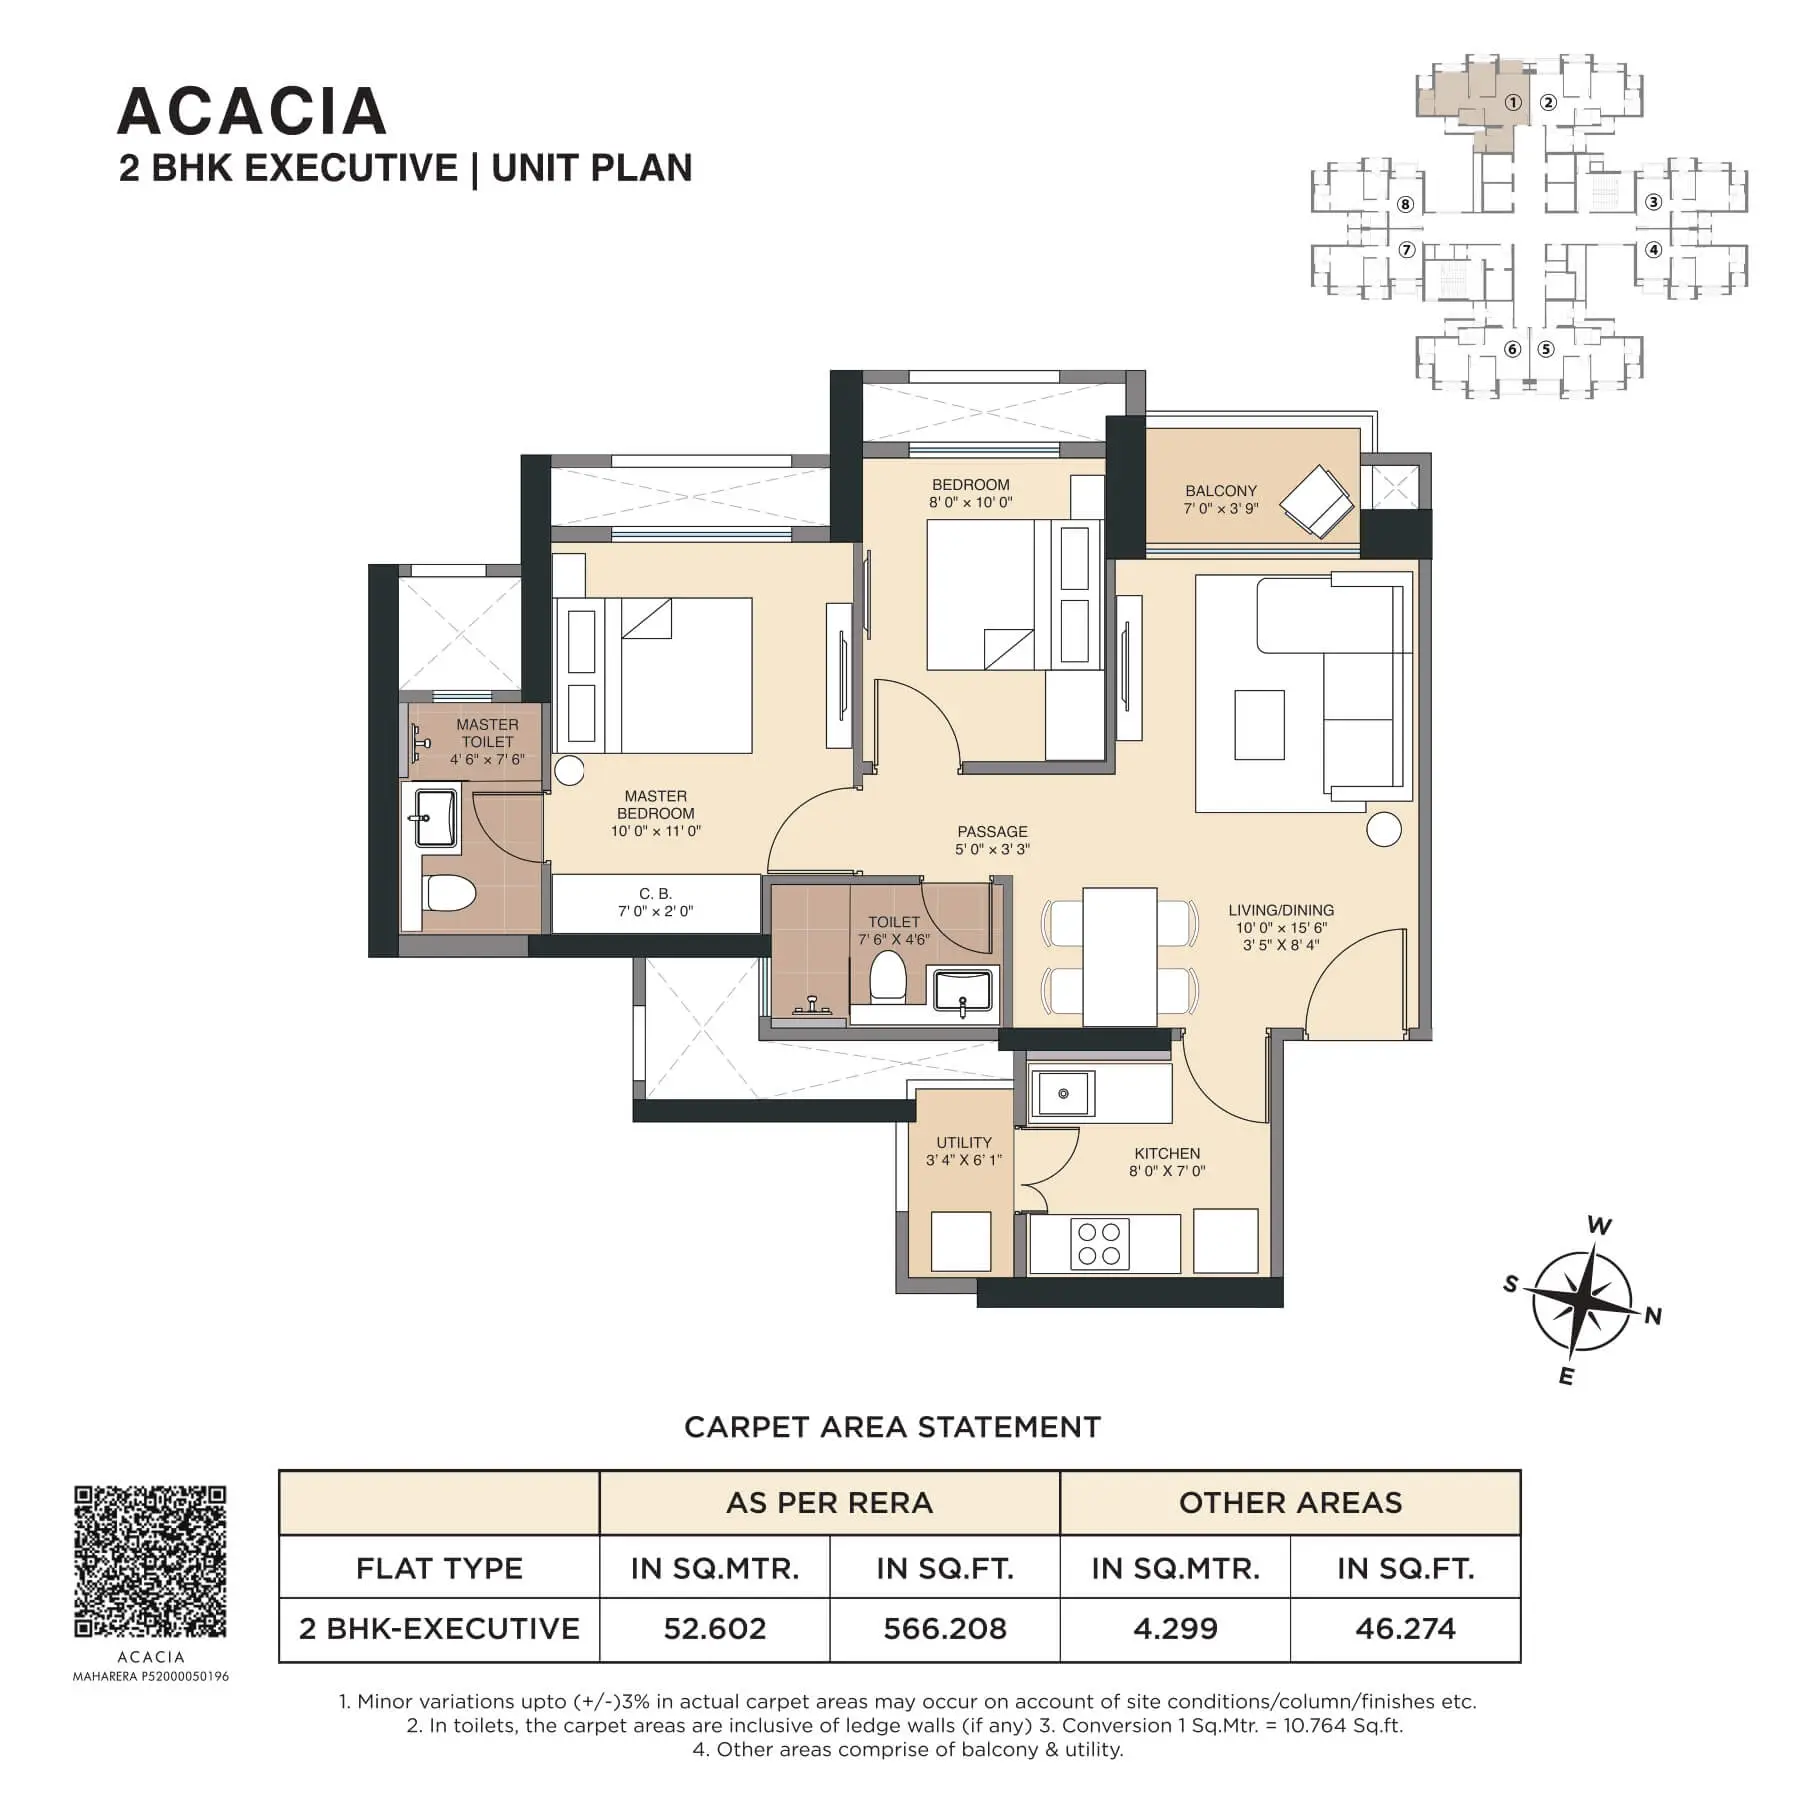 ACACIA
2 BHK EXECUTIVE | UNIT PLAN
1 2
8 3
7 4
6 5
BEDROOM
8' 0" × 10' 0"
BALCONY
7' 0" × 3' 9"
MASTER
TOILET
4' 6" × 7' 6"
MASTER
BEDROOM
10' 0" × 11' 0"
PASSAGE
5' 0" × 3' 3"
C. B.
7' 0" × 2' 0"
TOILET
7' 6" X 4'6"
LIVING/DINING
10' 0" × 15' 6"
3' 5" X 8' 4"
UTILITY
3' 4" X 6' 1"
KITCHEN
8' 0" X 7' 0"
W
S
N
E
CARPET AREA STATEMENT
AS PER RERA OTHER AREAS
FLAT TYPE IN SQ.MTR. IN SQ.FT. IN SQ.MTR. IN SQ.FT.
2 BHK-EXECUTIVE 52.602 566.208 4.299 46.274
ACACIA
MAHARERA P52000050196
1. Minor variations upto (+/-)3% in actual carpet areas may occur on account of site conditions/column/finishes etc.
2. In toilets, the carpet areas are inclusive of ledge walls (if any) 3. Conversion 1 Sq.Mtr. = 10.764 Sq.ft.
4. Other areas comprise of balcony & utility.